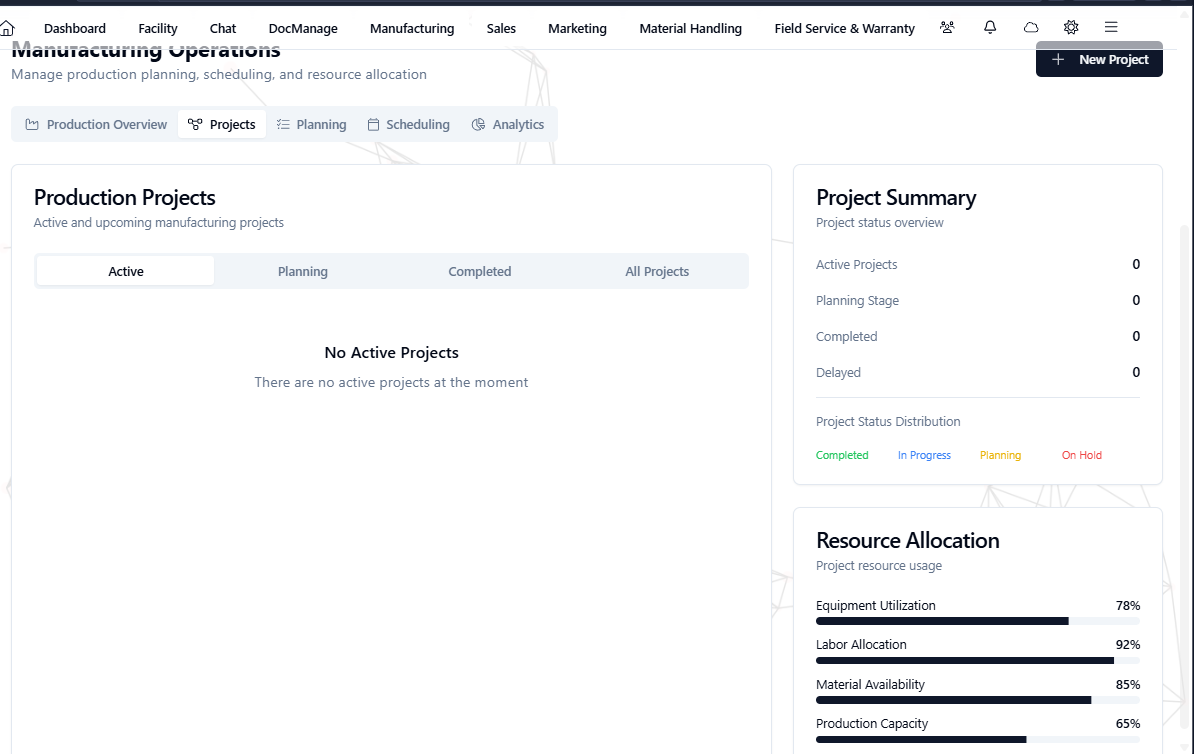 Dashboard Facility Chat DocManage Manufacturing Sales Marketing Material Handling Field Service & Warranty
Manufacturing Operations
Manage production planning, scheduling, and resource allocation
New Project
Production Overview Projects Planning Scheduling Analytics
Production Projects
Active and upcoming manufacturing projects
Active Planning Completed All Projects
No Active Projects
There are no active projects at the moment
Project Summary
Project status overview
Active Projects 0
Planning Stage 0
Completed 0
Delayed 0
Project Status Distribution
Completed In Progress Planning On Hold
Resource Allocation
Project resource usage
Equipment Utilization 78%
Labor Allocation 92%
Material Availability 85%
Production Capacity 65%